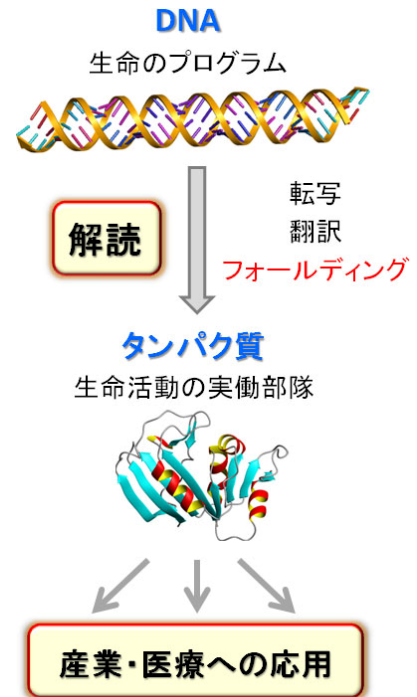 DNA
生命のプログラム
転写
解読
翻訳
フォールディング
タンパク質
生命活動の実働部隊
産業・医療への応用